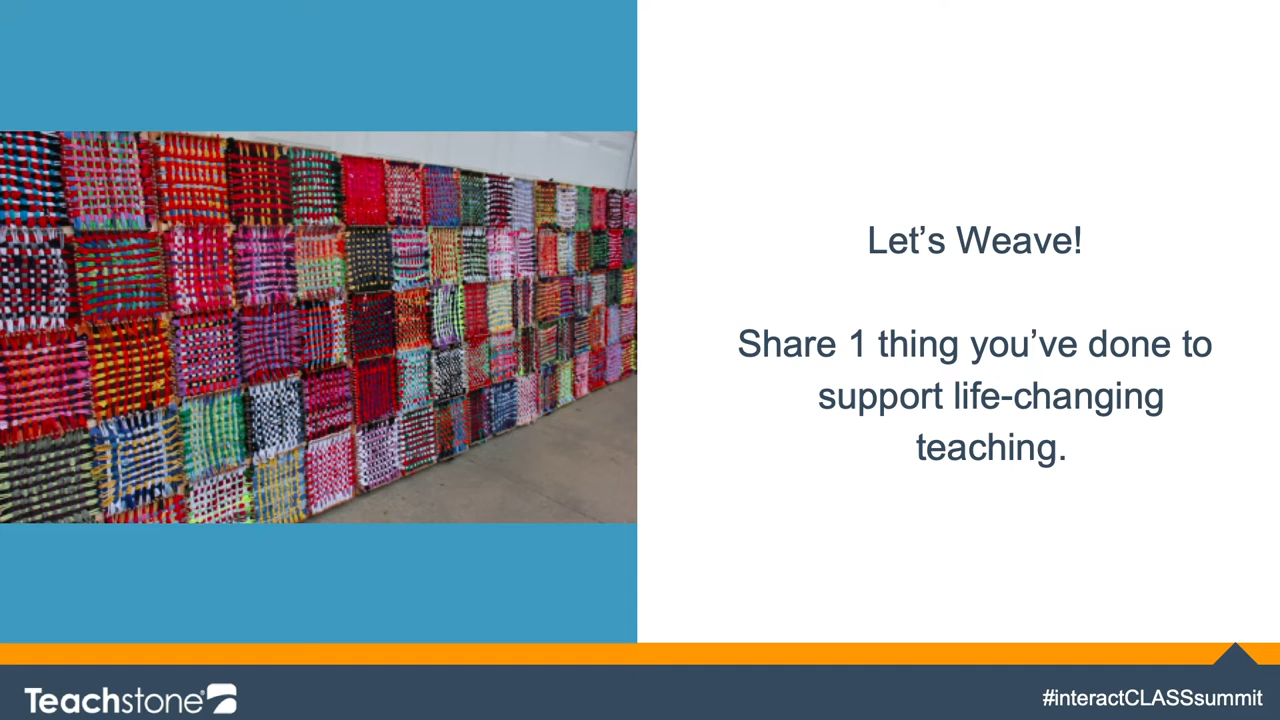 Let’s Weave!
Share 1 thing you’ve done to
support life-changing
teaching.
Teachstone®
#interactCLASSsummit